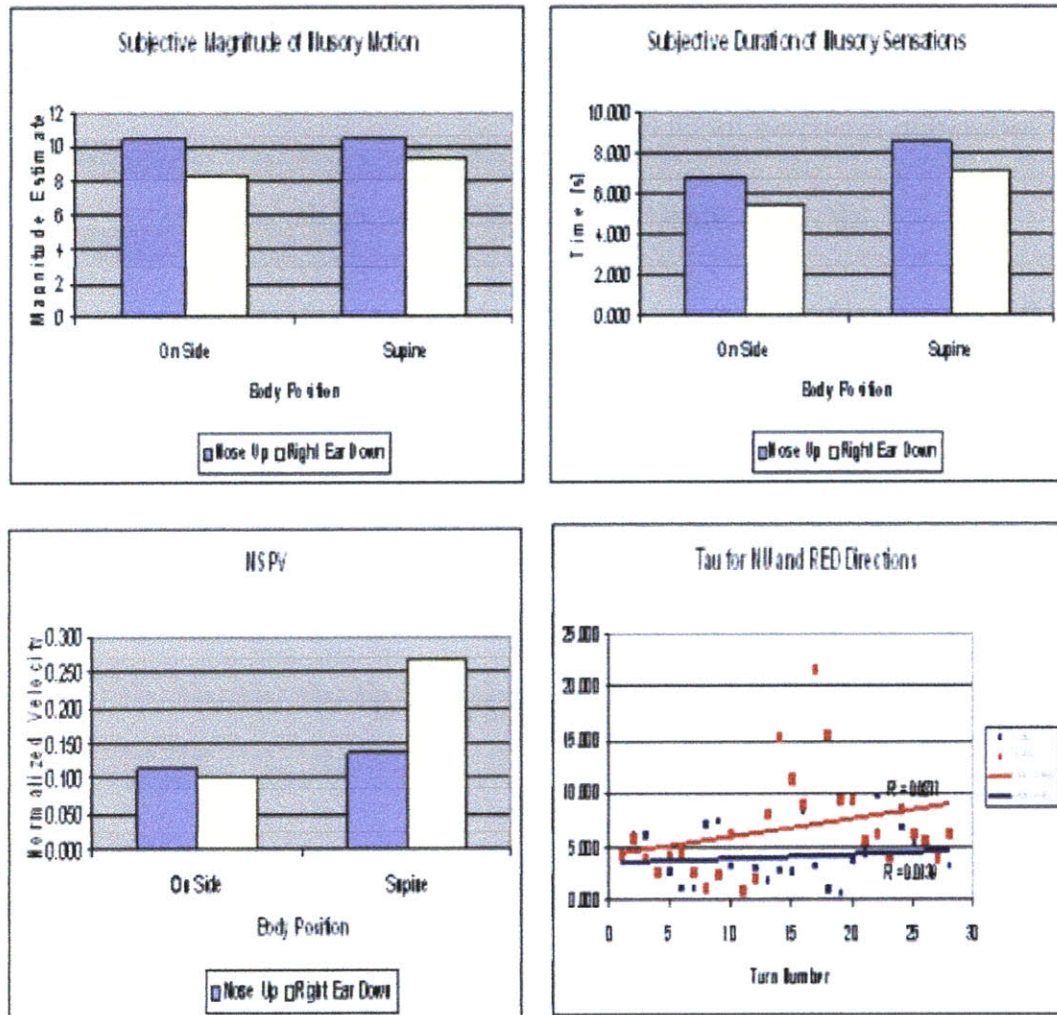 Subjective Magnitude of Illusory Motion
Magnitude Estimate
12
10
8
6
4
2
0
On Side
Supine
Body Position
Nose Up Right Ear Down
Subjective Duration of Illusory Sensations
Time [s]
10.000
8.000
6.000
4.000
2.000
0.000
On Side
Supine
Body Position
Nose Up Right Ear Down
NSPV
Normalized Velocity
0.300
0.250
0.200
0.150
0.100
0.050
0.000
On Side
Supine
Body Position
Nose Up Right Ear Down
Tau for NU and RED Directions
25.000
20.000
15.000
10.000
5.000
0.000
0
5
10
15
20
25
30
Turn Number